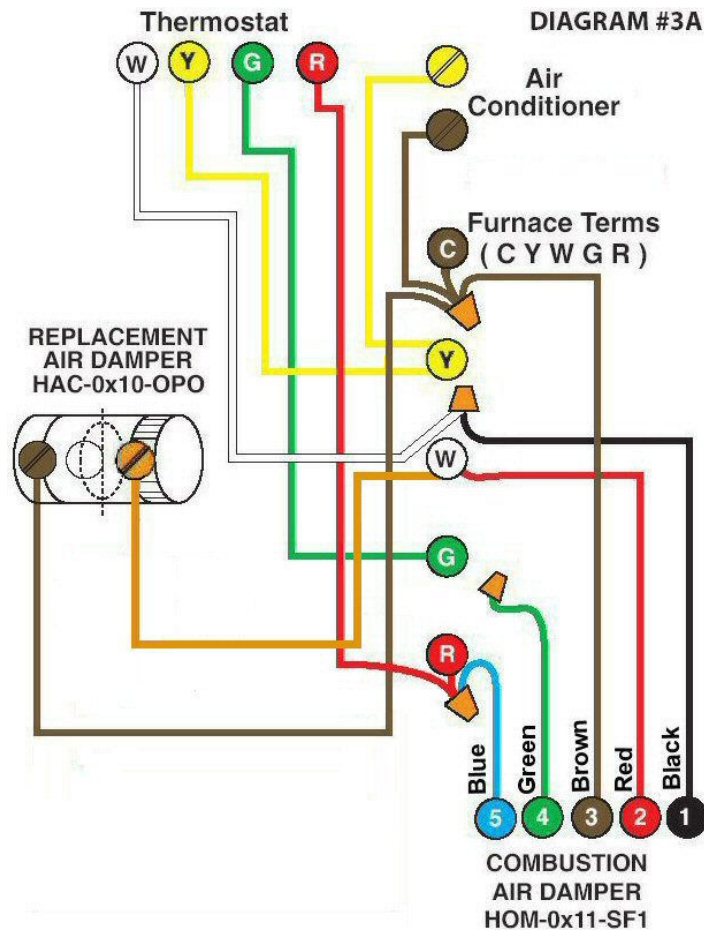 DIAGRAM #3A
Thermostat
W Y G R
Air
Conditioner
Furnace Terms
( C Y W G R )
C
REPLACEMENT
AIR DAMPER
HAC-0x10-OPO
Y
W
G
R
Blue
Green
Brown
Red
Black
5 4 3 2 1
COMBUSTION
AIR DAMPER
HOM-0x11-SF1